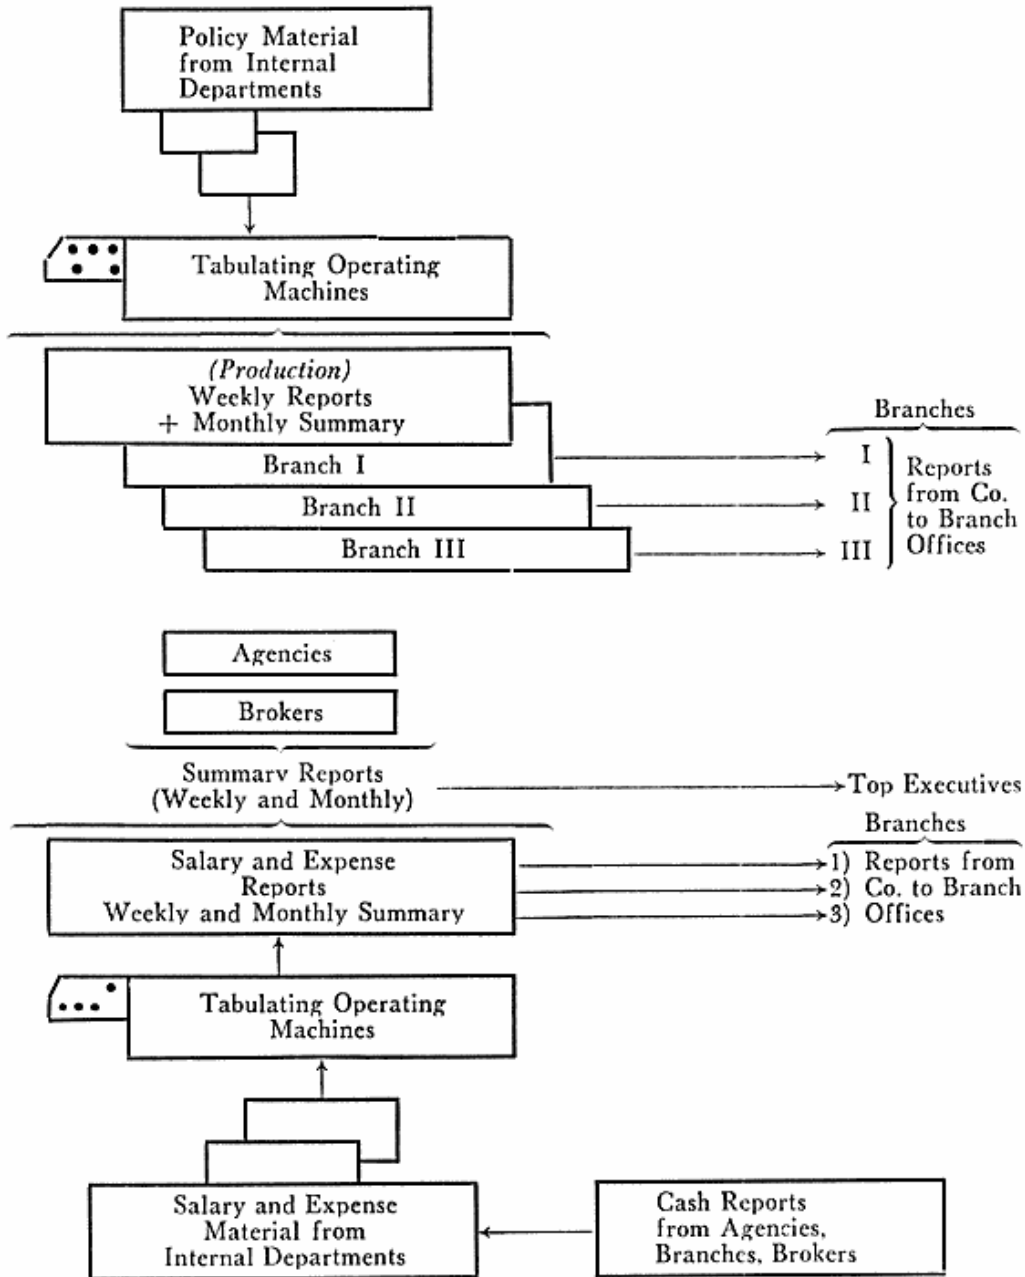 Policy Material
from Internal
Departments
Tabulating Operating
Machines
(Production)
Weekly Reports
+ Monthly Summary
Branch I
Branch II
Branch III
Branches
I
II
III
Reports
from Co.
to Branch
Offices
Agencies
Brokers
Summary Reports
(Weekly and Monthly)
Top Executives
Branches
Salary and Expense
Reports
Weekly and Monthly Summary
1) Reports from
2) Co. to Branch
3) Offices
Tabulating Operating
Machines
Salary and Expense
Material from
Internal Departments
Cash Reports
from Agencies,
Branches, Brokers